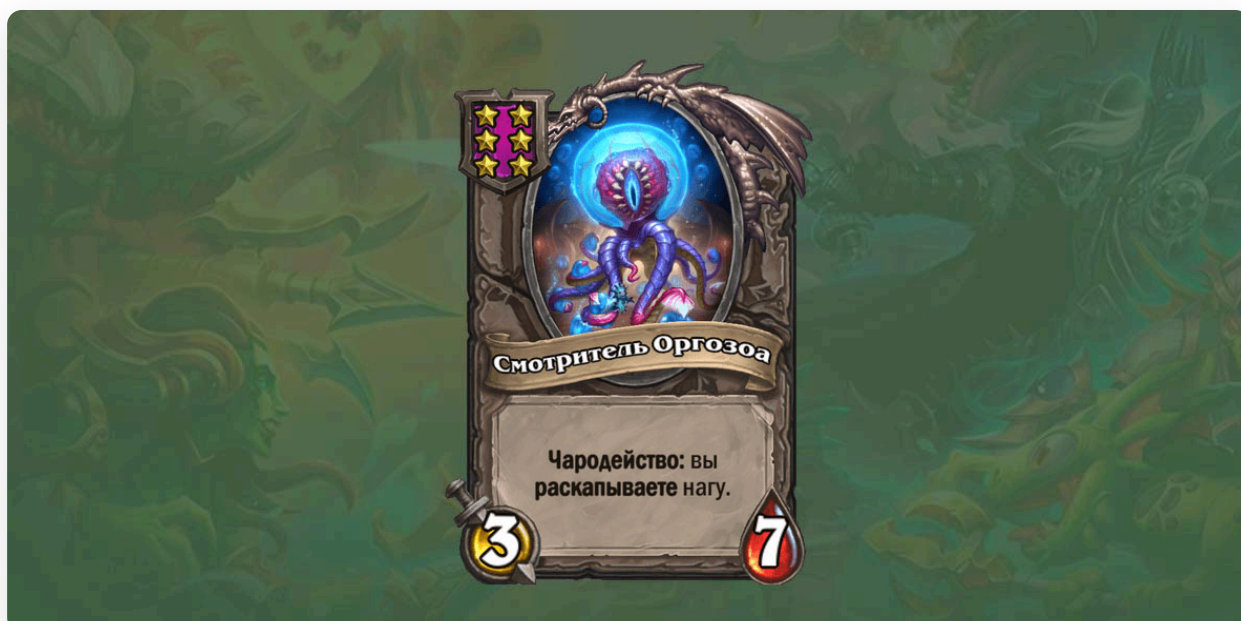 Смотритель Оргозоа
Чародейство: вы
раскапываете нагу.
3
7